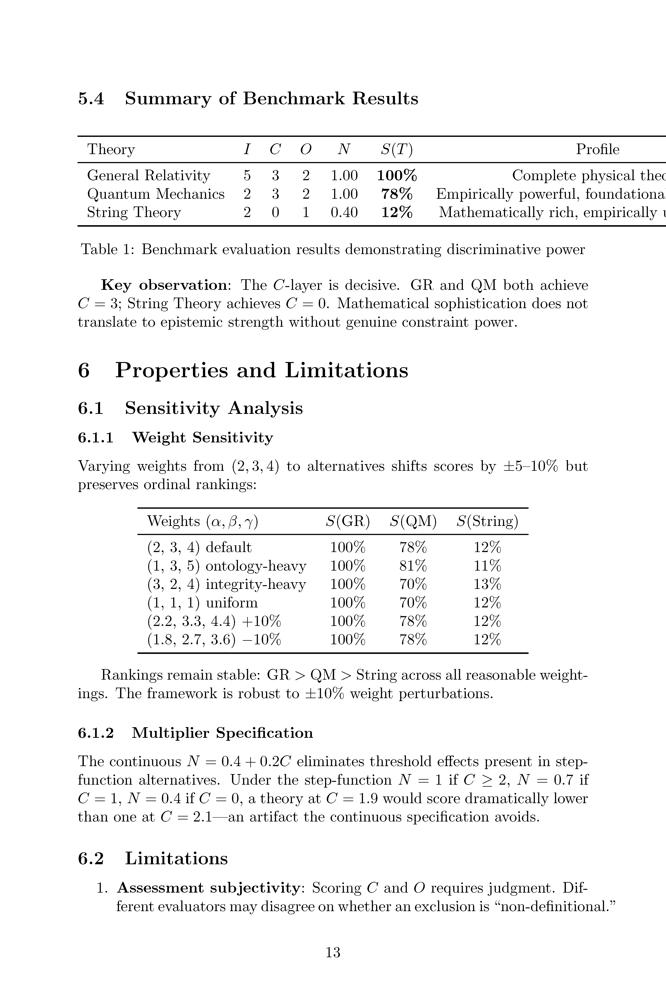 5.4 Summary of Benchmark Results
Theory I C O N S(T) Profile
General Relativity 5 3 2 1.00 100% Complete physical theo
Quantum Mechanics 2 3 2 1.00 78% Empirically powerful, foundational
String Theory 2 0 1 0.40 12% Mathematically rich, empirically u
Table 1: Benchmark evaluation results demonstrating discriminative power
Key observation: The C-layer is decisive. GR and QM both achieve
C = 3; String Theory achieves C = 0. Mathematical sophistication does not
translate to epistemic strength without genuine constraint power.
6 Properties and Limitations
6.1 Sensitivity Analysis
6.1.1 Weight Sensitivity
Varying weights from (2, 3, 4) to alternatives shifts scores by ±5–10% but
preserves ordinal rankings:
Weights (α, β, γ) S(GR) S(QM) S(String)
(2, 3, 4) default 100% 78% 12%
(1, 3, 5) ontology-heavy 100% 81% 11%
(3, 2, 4) integrity-heavy 100% 70% 13%
(1, 1, 1) uniform 100% 70% 12%
(2.2, 3.3, 4.4) +10% 100% 78% 12%
(1.8, 2.7, 3.6) −10% 100% 78% 12%
Rankings remain stable: GR > QM > String across all reasonable weight-
ings. The framework is robust to ±10% weight perturbations.
6.1.2 Multiplier Specification
The continuous N = 0.4 + 0.2C eliminates threshold effects present in step-
function alternatives. Under the step-function N = 1 if C ≥ 2, N = 0.7 if
C = 1, N = 0.4 if C = 0, a theory at C = 1.9 would score dramatically lower
than one at C = 2.1—an artifact the continuous specification avoids.
6.2 Limitations
1. Assessment subjectivity: Scoring C and O requires judgment. Dif-
ferent evaluators may disagree on whether an exclusion is “non-definitional.”
13